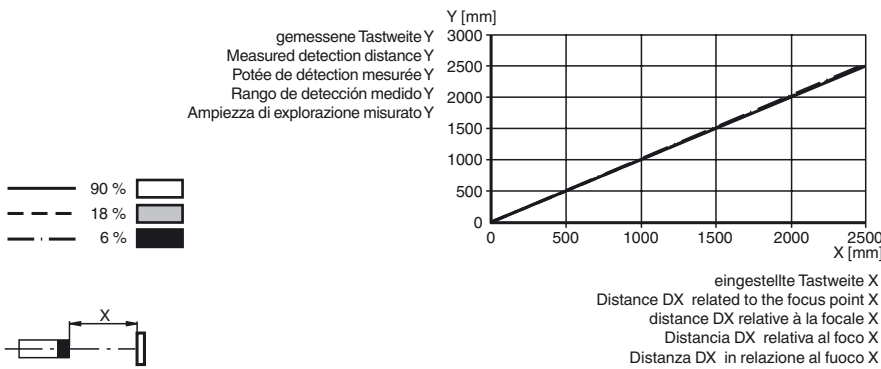 Y [mm]
gemessene Tastweite Y
Measured detection distance Y
Potée de détection mesurée Y
Rango de detección medido Y
Ampiezza di explorazione misurato Y
3000
2500
2000
1500
1000
500
0
0 500 1000 1500 2000 2500
X [mm]
90 %
18 %
6 %
X
eingestellte Tastweite X
Distance DX related to the focus point X
distance DX relative à la focale X
Distancia DX relativa al foco X
Distanza DX in relazione al fuoco X